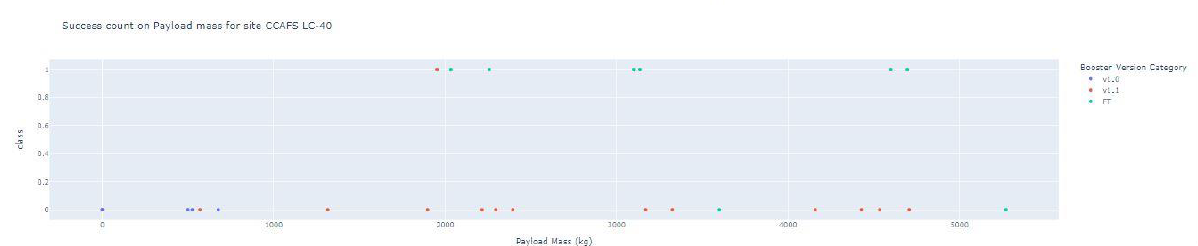 Success count on Payload mass for site CCAFS LC-40
Booster Version Category
v1.0
v1.1
FT
class
1
0.8
0.6
0.4
0.2
0
0 1000 2000 3000 4000 5000
Payload Mass (kg)